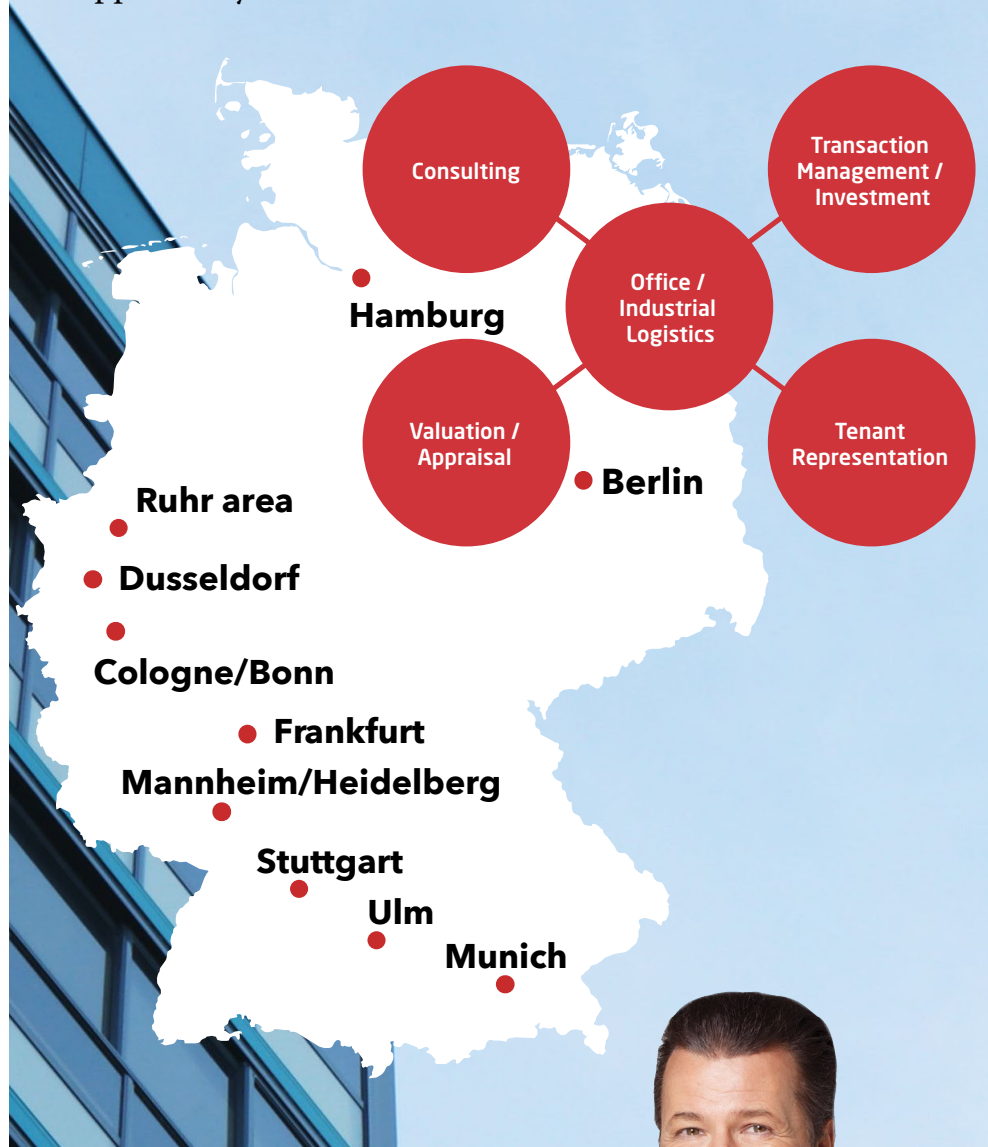 Consulting
Transaction
Management /
Investment
Office /
Industrial
Logistics
Hamburg
Valuation /
Appraisal
Tenant
Representation
Berlin
Ruhr area
Dusseldorf
Cologne/Bonn
Frankfurt
Mannheim/Heidelberg
Stuttgart
Ulm
Munich